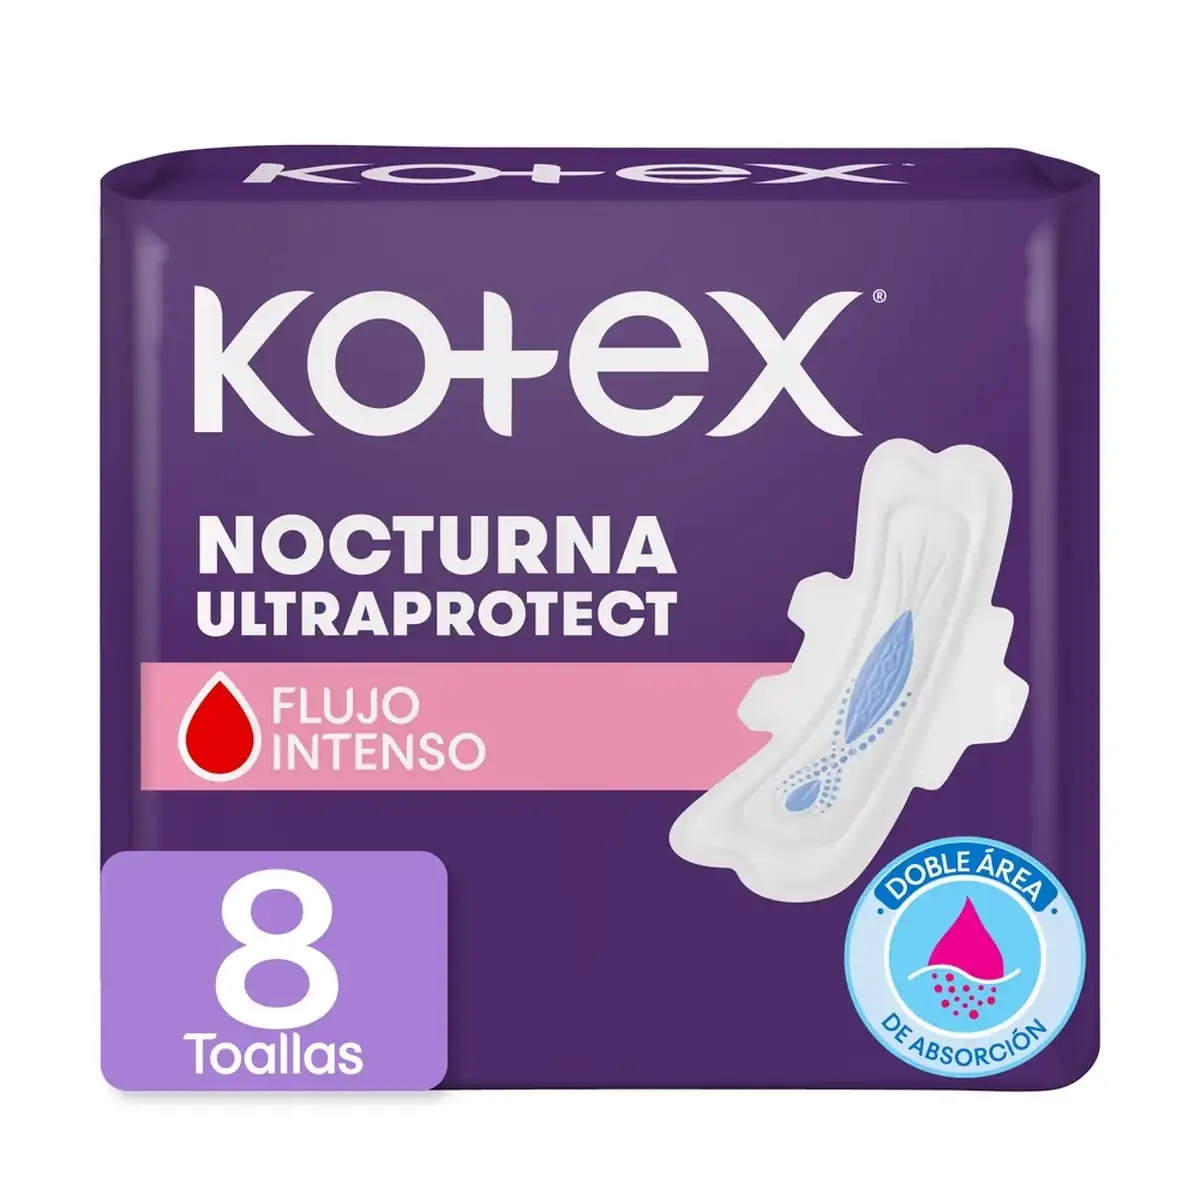 Kotex
Kotex®
NOCTURNA
ULTRAPROTECT
FLUJO
INTENSO
8
Toallas
DOBLE ÁREA
DE ABSORCIÓN